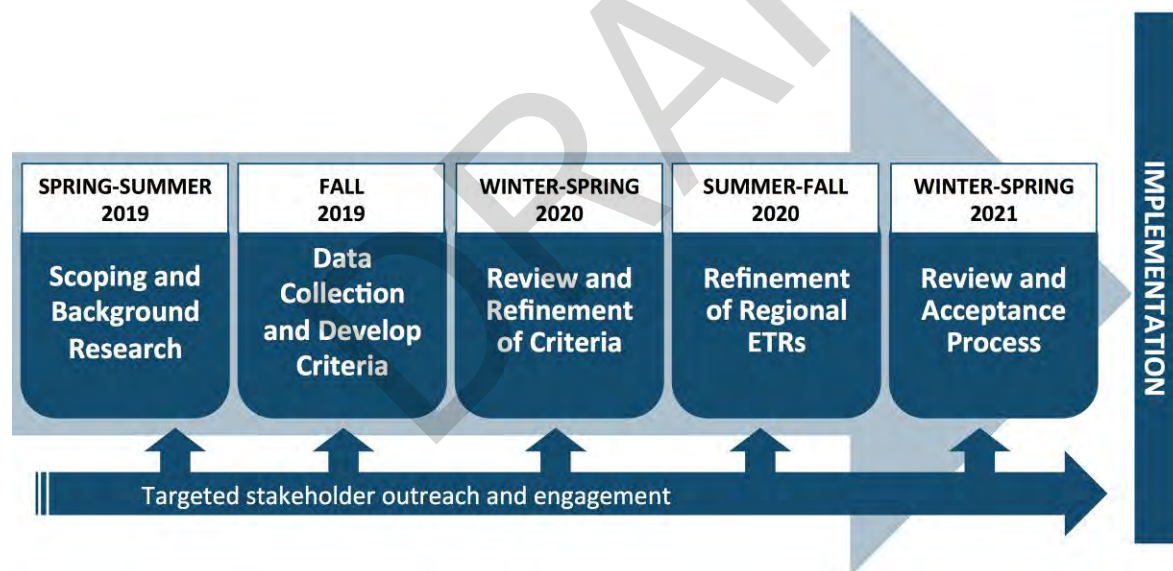 SPRING-SUMMER
2019
Scoping and
Background
Research
FALL
2019
Data
Collection
and Develop
Criteria
WINTER-SPRING
2020
Review and
Refinement
of Criteria
SUMMER-FALL
2020
Refinement
of Regional
ETRs
WINTER-SPRING
2021
Review and
Acceptance
Process
IMPLEMENTATION
Targeted stakeholder outreach and engagement
DRA